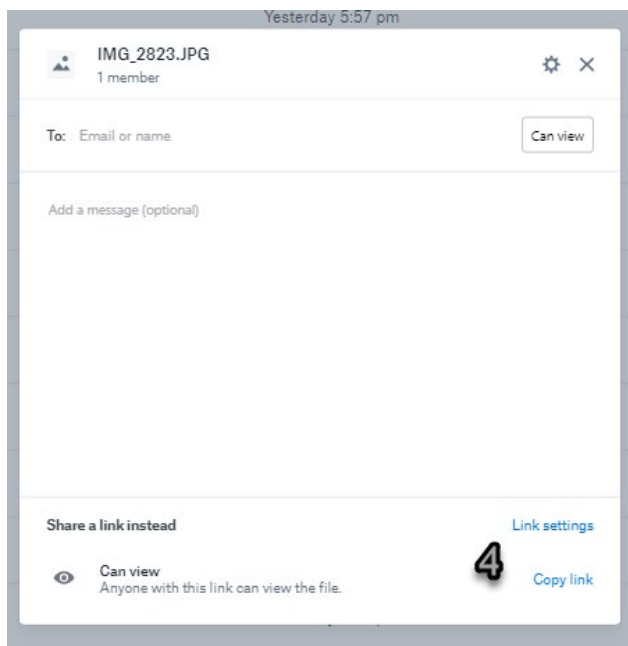 Yesterday 5:57 pm
IMG_2823.JPG
1 member
To: Email or name
Can view
Add a message (optional)
Share a link instead
Link settings
Can view
4
Anyone with this link can view the file.
Copy link